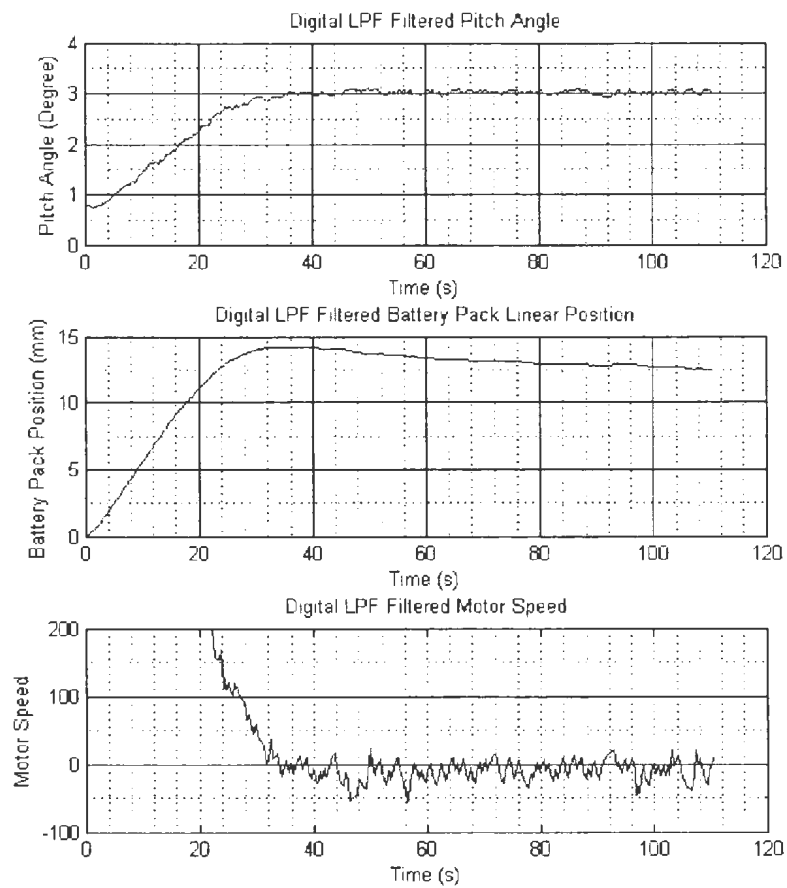 Digital LPF Filtered Pitch Angle
Pitch Angle (Degree)
4
3
2
1
0
0 20 40 60 80 100 120
Time (s)
Digital LPF Filtered Battery Pack Linear Position
Battery Pack Position (mm)
15
10
5
0
0 20 40 60 80 100 120
Time (s)
Digital LPF Filtered Motor Speed
Motor Speed
200
100
0
-100
0 20 40 60 80 100 120
Time (s)